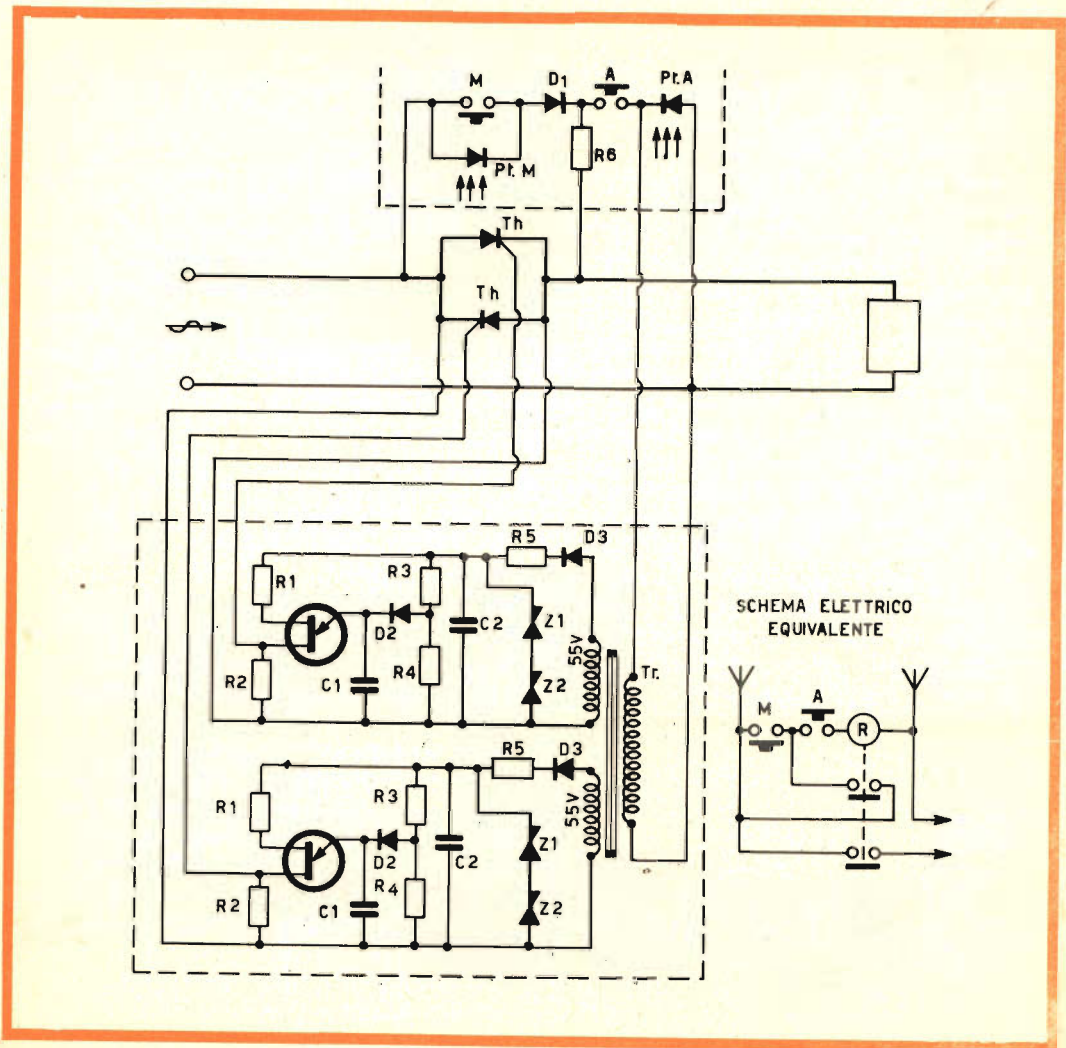 M
D1
A
Pt.A
R6
Pt. M
Th
Th
R5
D3
R1
R3
D2
C2
Z1
55V
R2
C1
R4
Z2
Tr.
SCHEMA ELETTRICO
EQUIVALENTE
M
A
R
R5
D3
R1
R3
D2
C2
Z1
55V
R2
C1
R4
Z2